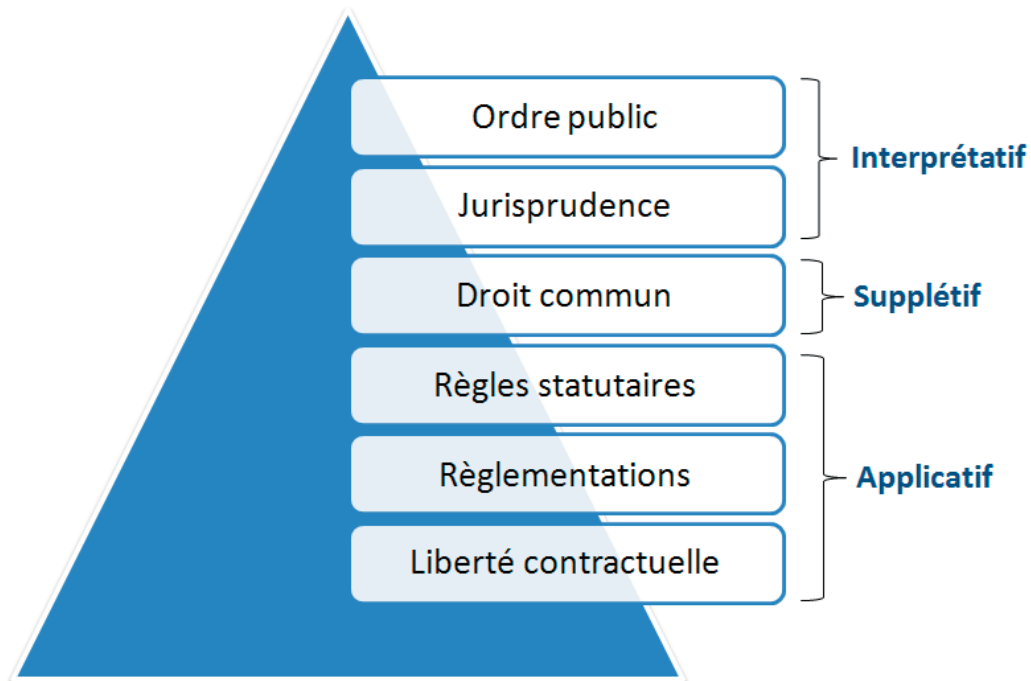 Ordre public
Jurisprudence
Interprétatif
Droit commun
Supplétif
Règles statutaires
Règlementations
Liberté contractuelle
Applicatif